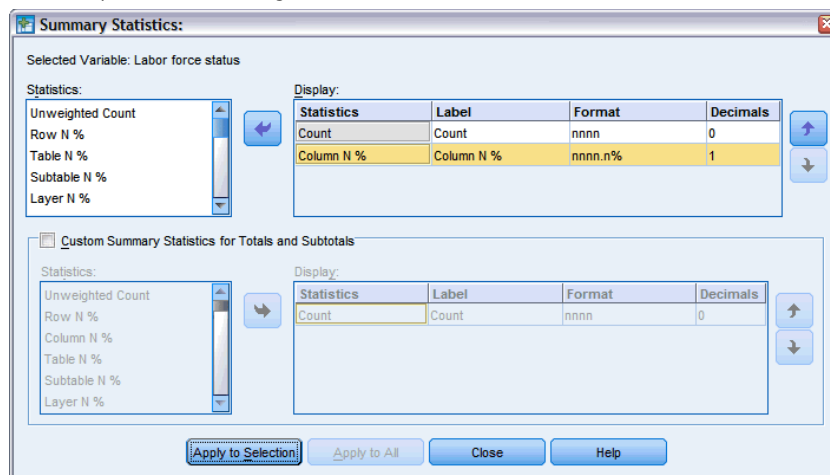 Summary Statistics:
Selected Variable: Labor force status
Statistics:
Unweighted Count
Row N %
Table N %
Subtable N %
Layer N %
Display:
Statistics Label Format Decimals
Count Count nnnn 0
Column N % Column N % nnnn.n% 1
Custom Summary Statistics for Totals and Subtotals
Statistics:
Unweighted Count
Row N %
Column N %
Table N %
Subtable N %
Layer N %
Display:
Statistics Label Format Decimals
Count Count nnnn 0
Apply to Selection Apply to All Close Help